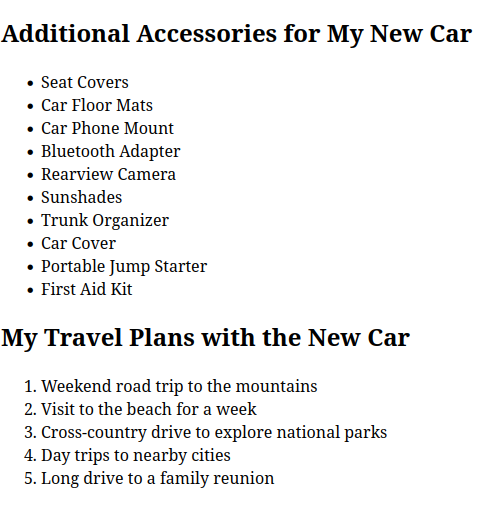 Additional Accessories for My New Car
• Seat Covers
• Car Floor Mats
• Car Phone Mount
• Bluetooth Adapter
• Rearview Camera
• Sunshades
• Trunk Organizer
• Car Cover
• Portable Jump Starter
• First Aid Kit
My Travel Plans with the New Car
1. Weekend road trip to the mountains
2. Visit to the beach for a week
3. Cross-country drive to explore national parks
4. Day trips to nearby cities
5. Long drive to a family reunion